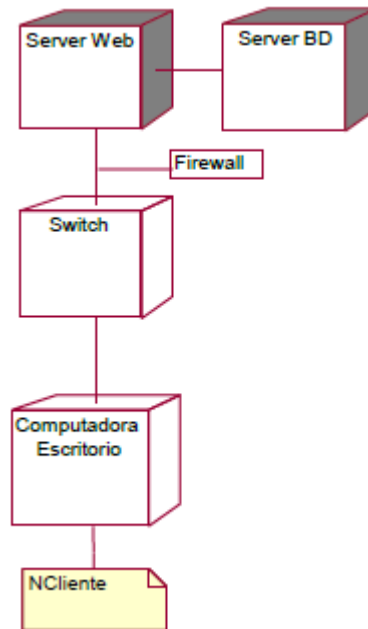 Server Web
Server BD
Firewall
Switch
Computadora
Escritorio
NCliente